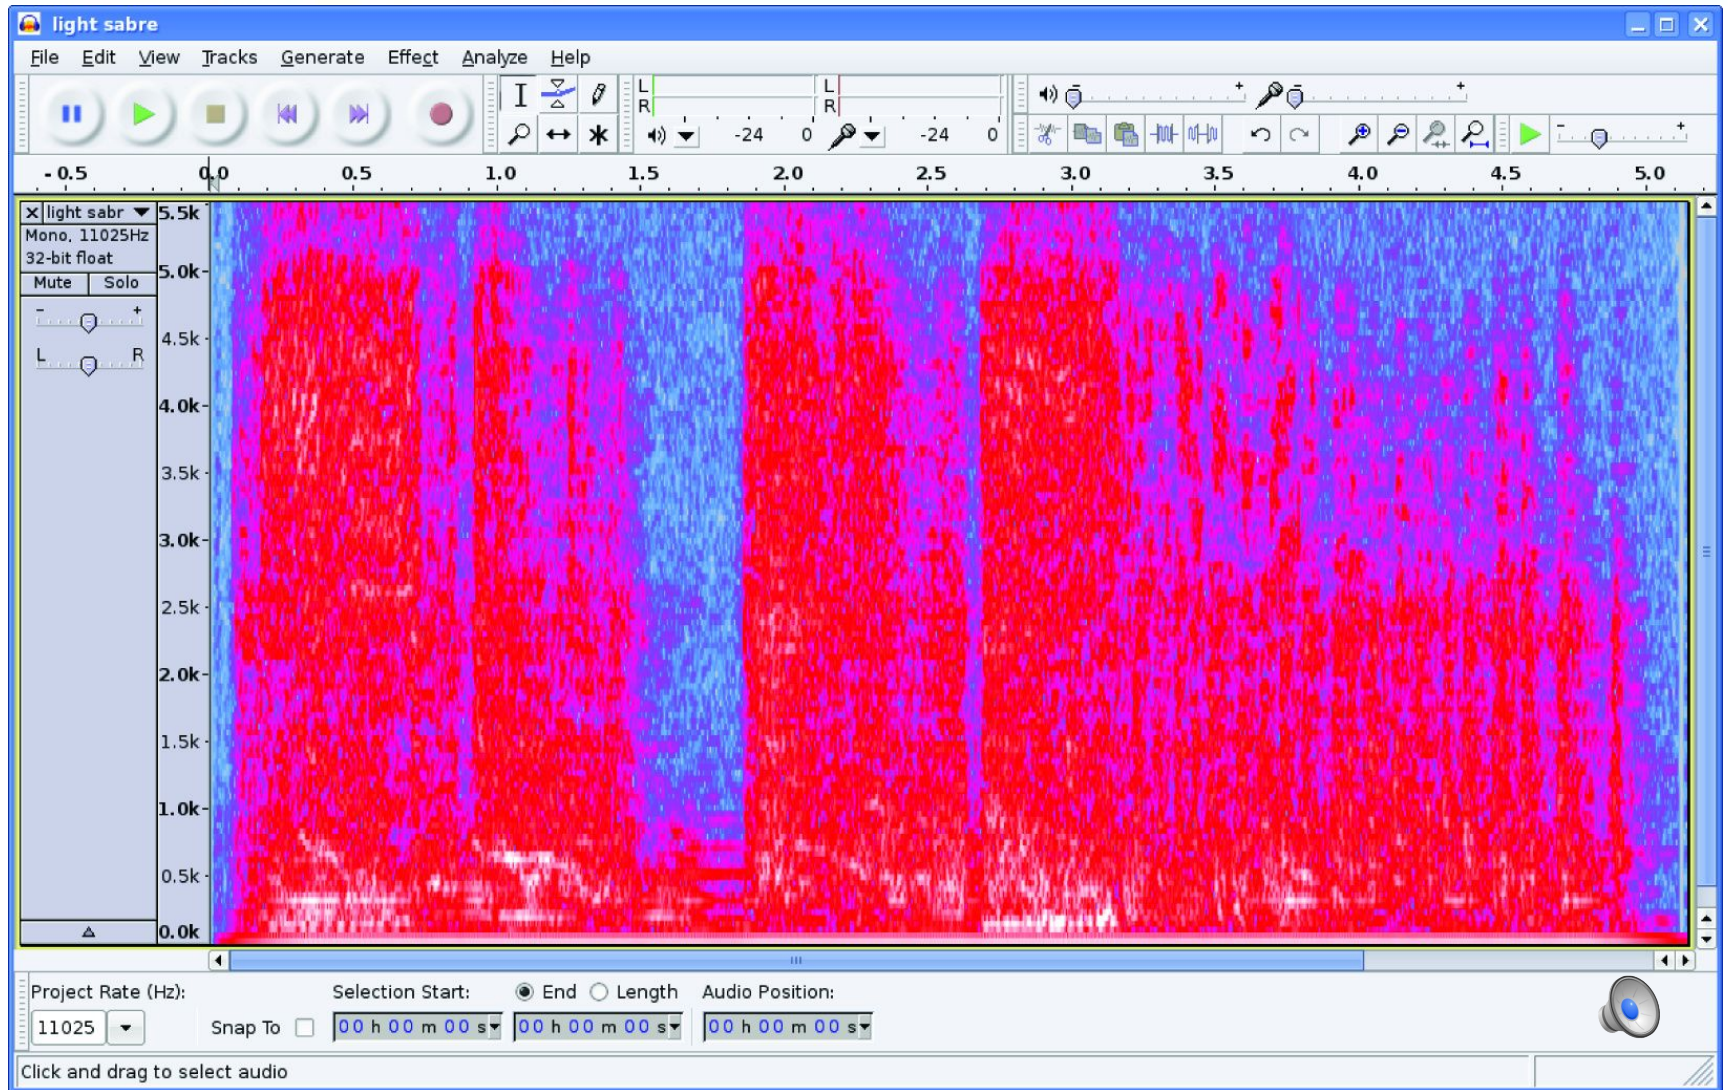 light sabre
File Edit View Tracks Generate Effect Analyze Help
L L
R R
-24 0 -24 0
- + - +
- 0.5 0.0 0.5 1.0 1.5 2.0 2.5 3.0 3.5 4.0 4.5 5.0
light sabr
Mono, 11025Hz
32-bit float
Mute Solo
- +
L R
5.5k
5.0k
4.5k
4.0k
3.5k
3.0k
2.5k
2.0k
1.5k
1.0k
0.5k
0.0k
Project Rate (Hz): Selection Start: End Length Audio Position:
11025 Snap To 00 h 00 m 00 s 00 h 00 m 00 s 00 h 00 m 00 s
Click and drag to select audio